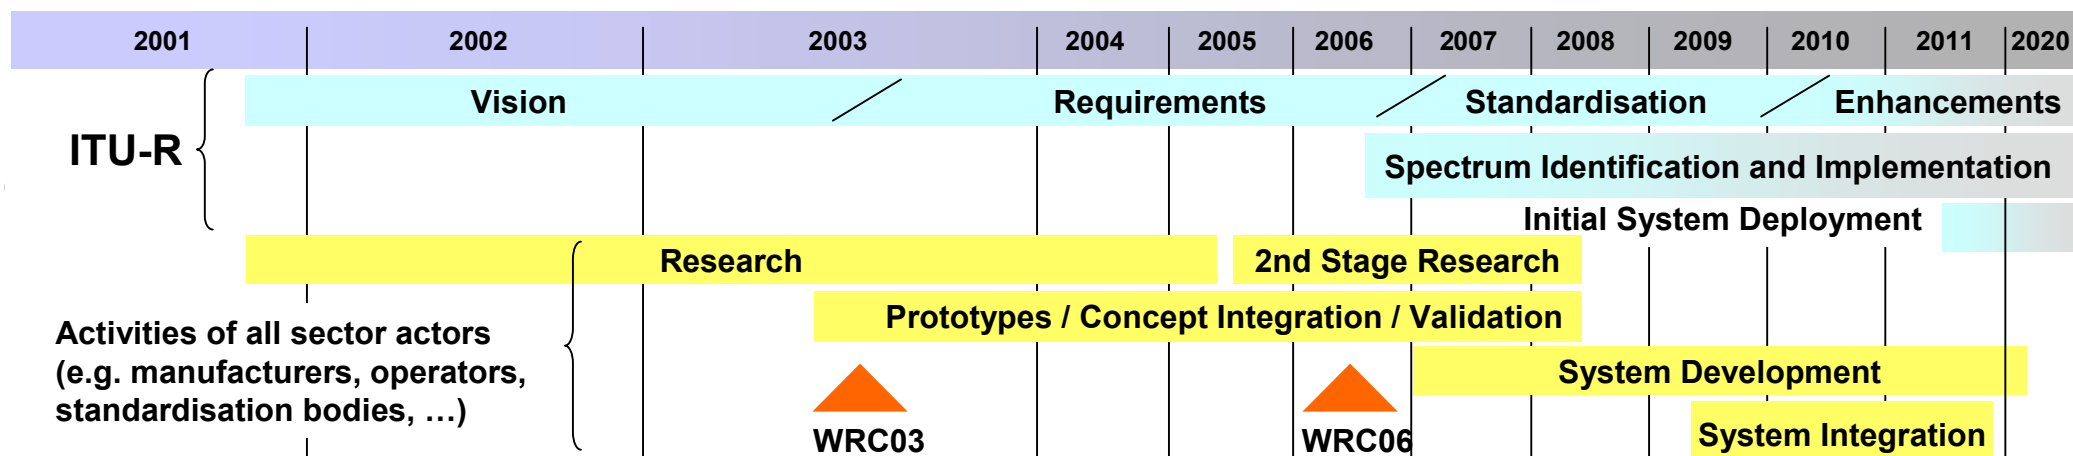 2001 2002 2003 2004 2005 2006 2007 2008 2009 2010 2011 2020
Vision Requirements Standardisation Enhancements
ITU-R
Spectrum Identification and Implementation
Initial System Deployment
Research 2nd Stage Research
Prototypes / Concept Integration / Validation
Activities of all sector actors
(e.g. manufacturers, operators,
standardisation bodies, …)
System Development
WRC03 WRC06 System Integration